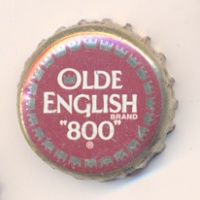 OLDE
ENGLISH
BRAND
"800"
®